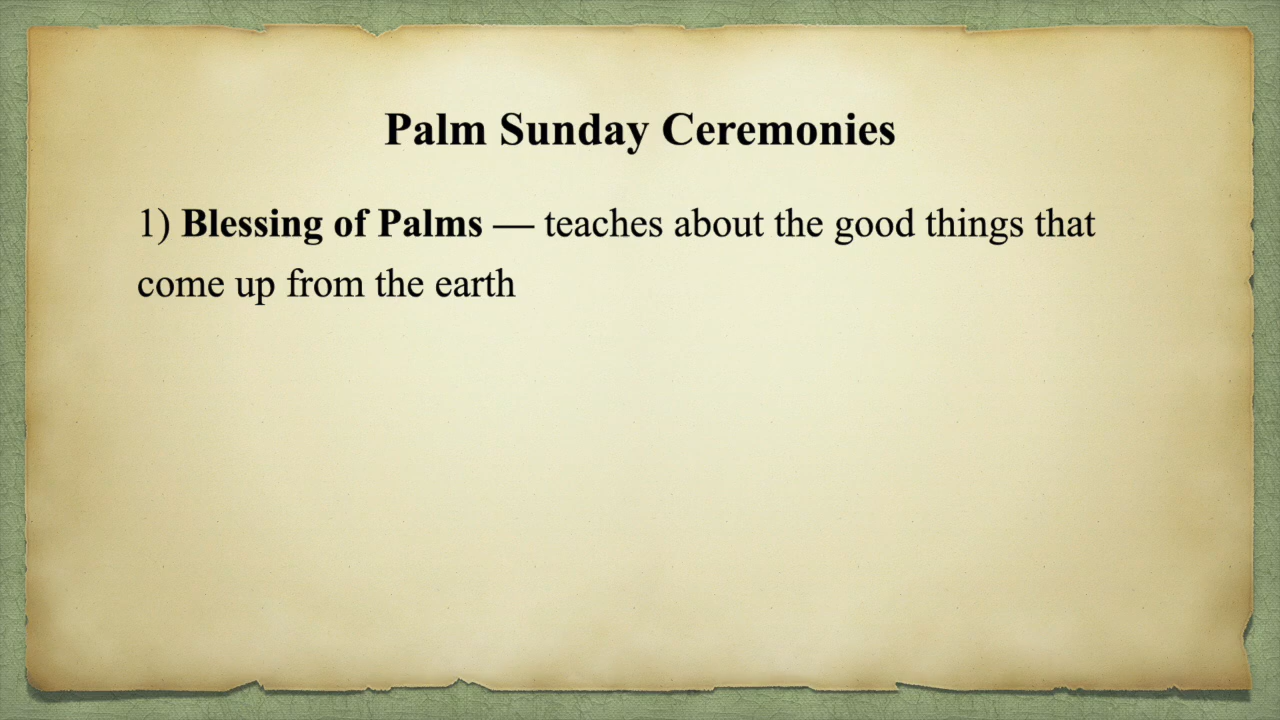 Palm Sunday Ceremonies
1) Blessing of Palms — teaches about the good things that
come up from the earth